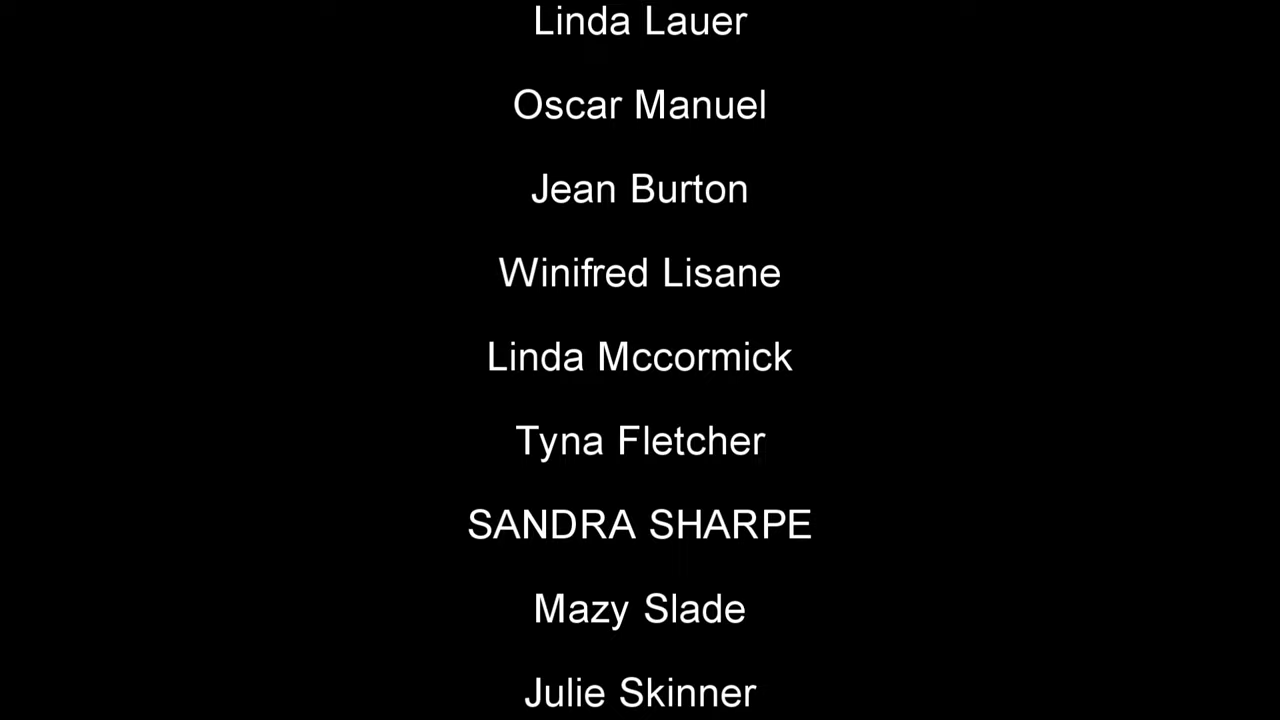 Linda Lauer
Oscar Manuel
Jean Burton
Winifred Lisane
Linda Mccormick
Tyna Fletcher
SANDRA SHARPE
Mazy Slade
Julie Skinner